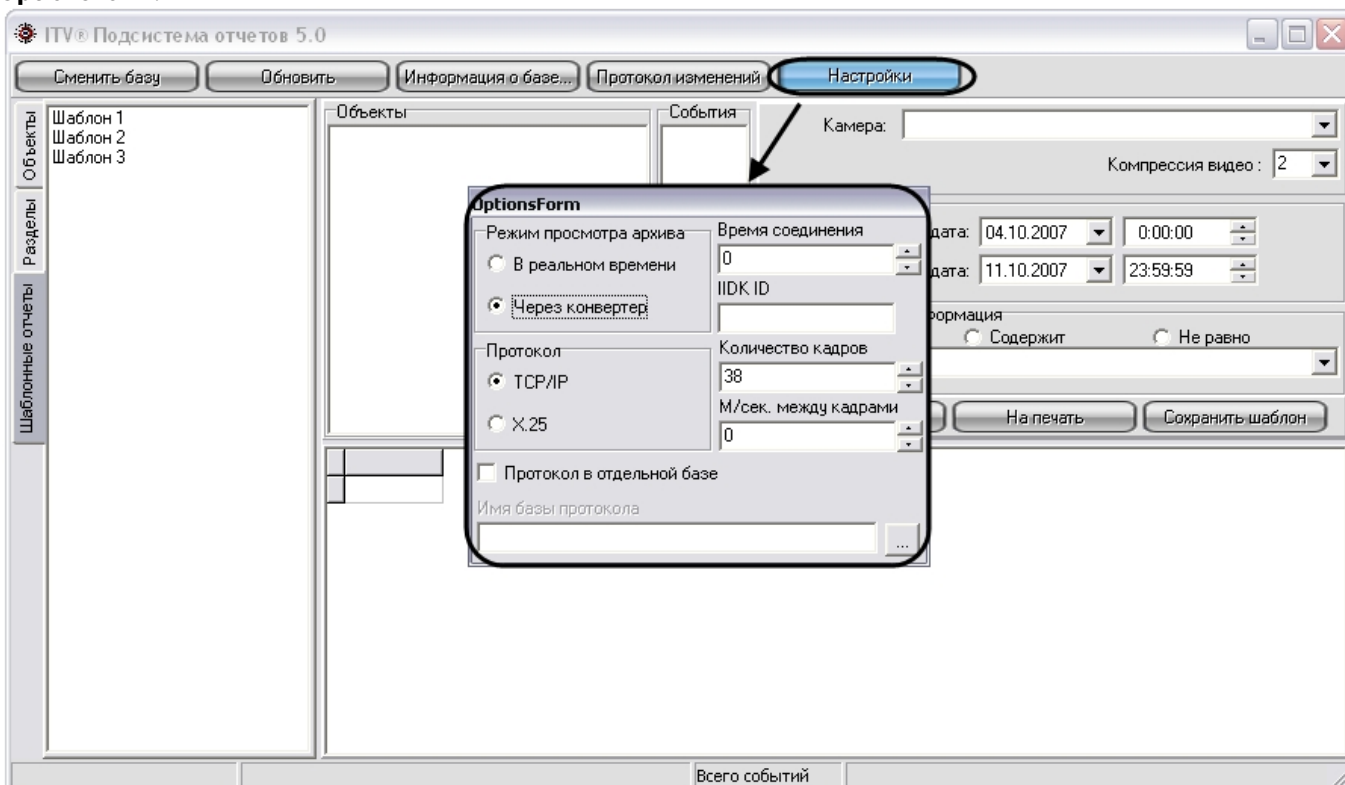 ITV® Подсистема отчетов 5.0
Сменить базу Обновить Информация о базе... Протокол изменений Настройки
Объекты
Разделы
Шаблонные отчеты
Шаблон 1
Шаблон 2
Шаблон 3
Объекты
События
Камера:
Компрессия видео : 2
дата: 04.10.2007 0:00:00
дата: 11.10.2007 23:59:59
Содержит Не равно
На печать Сохранить шаблон
OptionsForm
Режим просмотра архива
В реальном времени
Через конвертер
Протокол
TCP/IP
X.25
Время соединения
0
IIDK ID
Количество кадров
38
М/сек. между кадрами
0
Протокол в отдельной базе
Имя базы протокола
...
Всего событий